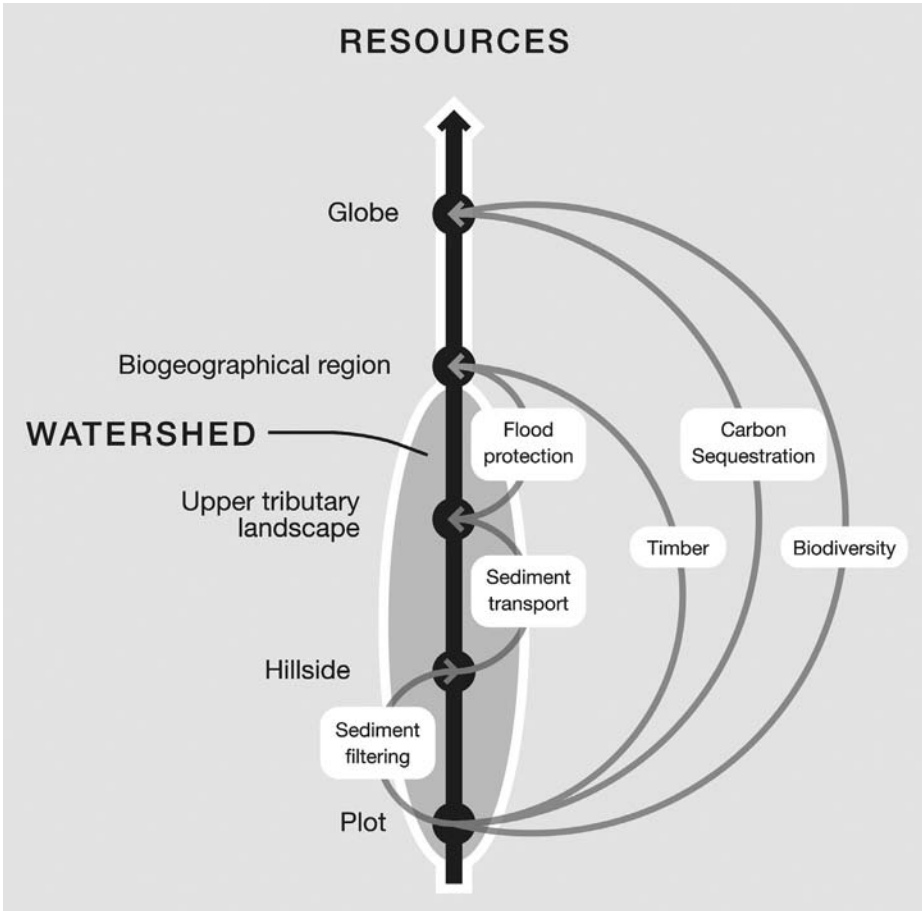 RESOURCES
Globe
Biogeographical region
WATERSHED
Flood
protection
Carbon
Sequestration
Upper tributary
landscape
Timber
Biodiversity
Sediment
transport
Hillside
Sediment
filtering
Plot